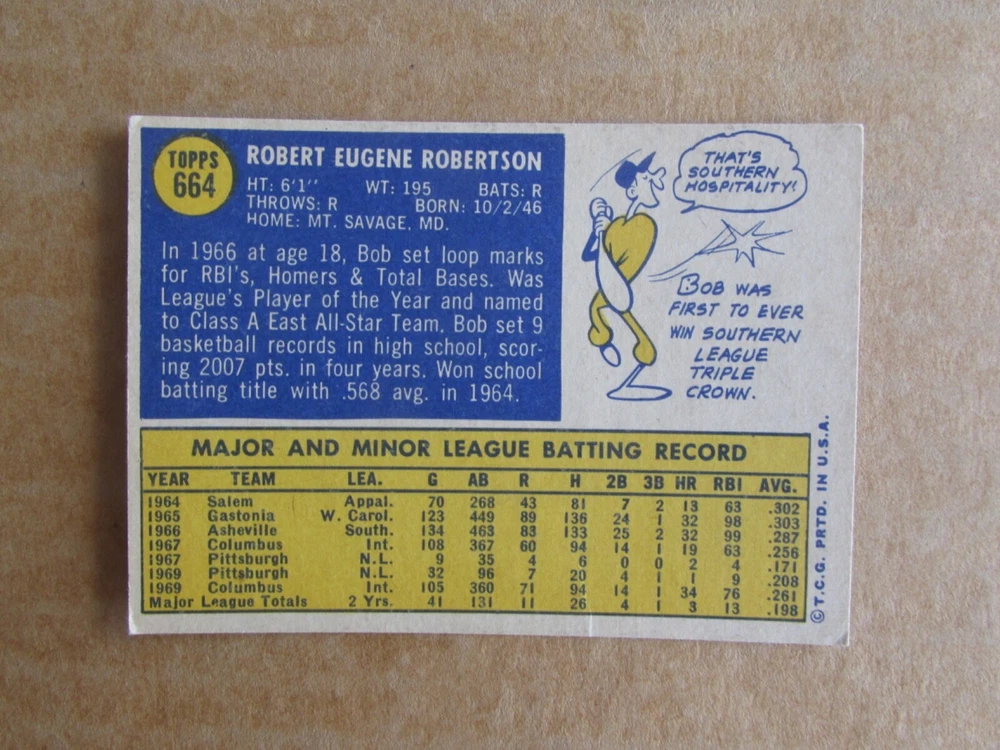 TOPPS
664
ROBERT EUGENE ROBERTSON
HT: 6'1'' WT: 195 BATS: R
THROWS: R BORN: 10/2/46
HOME: MT. SAVAGE, MD.
In 1966 at age 18, Bob set loop marks
for RBI's, Homers & Total Bases. Was
League's Player of the Year and named
to Class A East All-Star Team. Bob set 9
basketball records in high school, scor-
ing 2007 pts. in four years. Won school
batting title with .568 avg. in 1964.
THAT'S
SOUTHERN
HOSPITALITY!
BOB WAS
FIRST TO EVER
WIN SOUTHERN
LEAGUE
TRIPLE
CROWN.
MAJOR AND MINOR LEAGUE BATTING RECORD
YEAR TEAM LEA. G AB R H 2B 3B HR RBI AVG.
1964 Salem Appal. 70 268 43 81 7 2 13 63 .302
1965 Gastonia W. Carol. 123 449 89 136 24 1 32 98 .303
1966 Asheville South. 134 463 83 133 25 2 32 99 .287
1967 Columbus Int. 108 367 60 94 14 1 19 63 .256
1967 Pittsburgh N.L. 9 35 4 6 0 0 2 4 .171
1969 Pittsburgh N.L. 32 96 7 20 4 1 1 9 .208
1969 Columbus Int. 105 360 71 94 14 1 34 76 .261
Major League Totals 2 Yrs. 41 131 11 26 4 1 3 13 .198
©T.C.G. PRTD. IN U.S.A.